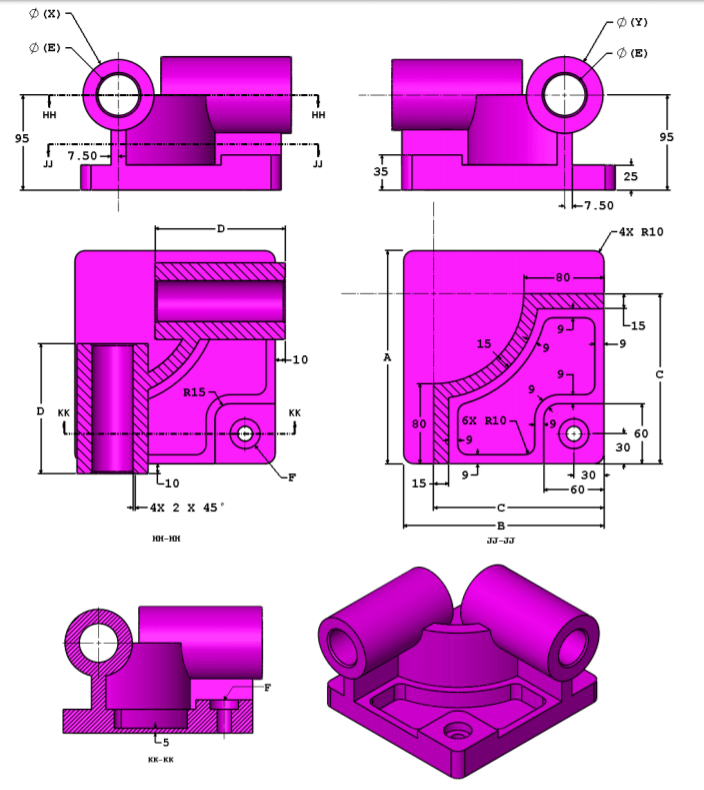 Ø (X)
Ø (E)
HH
HH
95
7.50
JJ
JJ
Ø (Y)
Ø (E)
95
35
25
7.50
D
10
R15
D
KK
KK
10
F
4X 2 X 45°
HH-HH
4X R10
80
15
9
9
15
9
A
9
C
9
80
6X R10
9
9
60
30
9
30
15
60
C
B
JJ-JJ
F
5
KK-KK